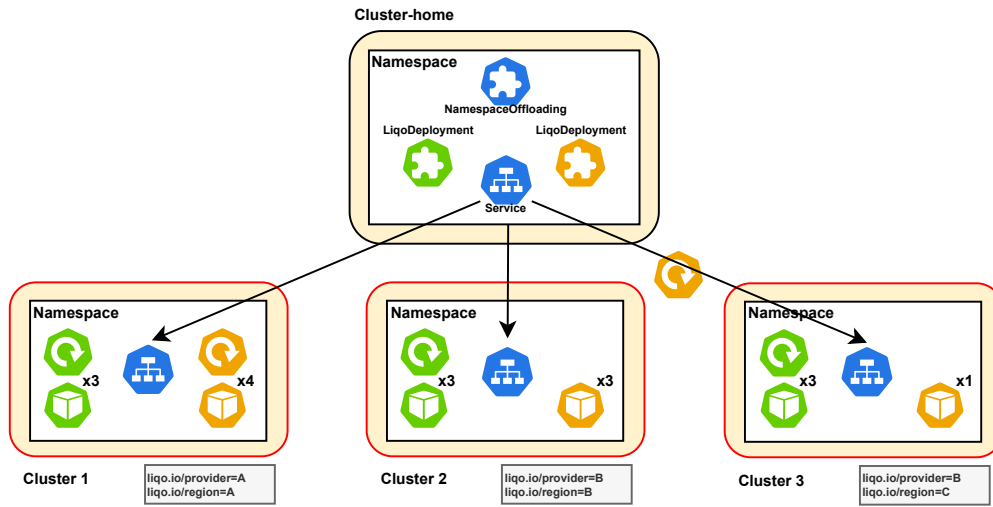 Cluster-home
Namespace
NamespaceOffloading
LiqoDeployment
LiqoDeployment
Service
Namespace
x3
x4
Cluster 1
liqo.io/provider=A
liqo.io/region=A
Namespace
x3
x3
Cluster 2
liqo.io/provider=B
liqo.io/region=B
Namespace
x3
x1
Cluster 3
liqo.io/provider=B
liqo.io/region=C